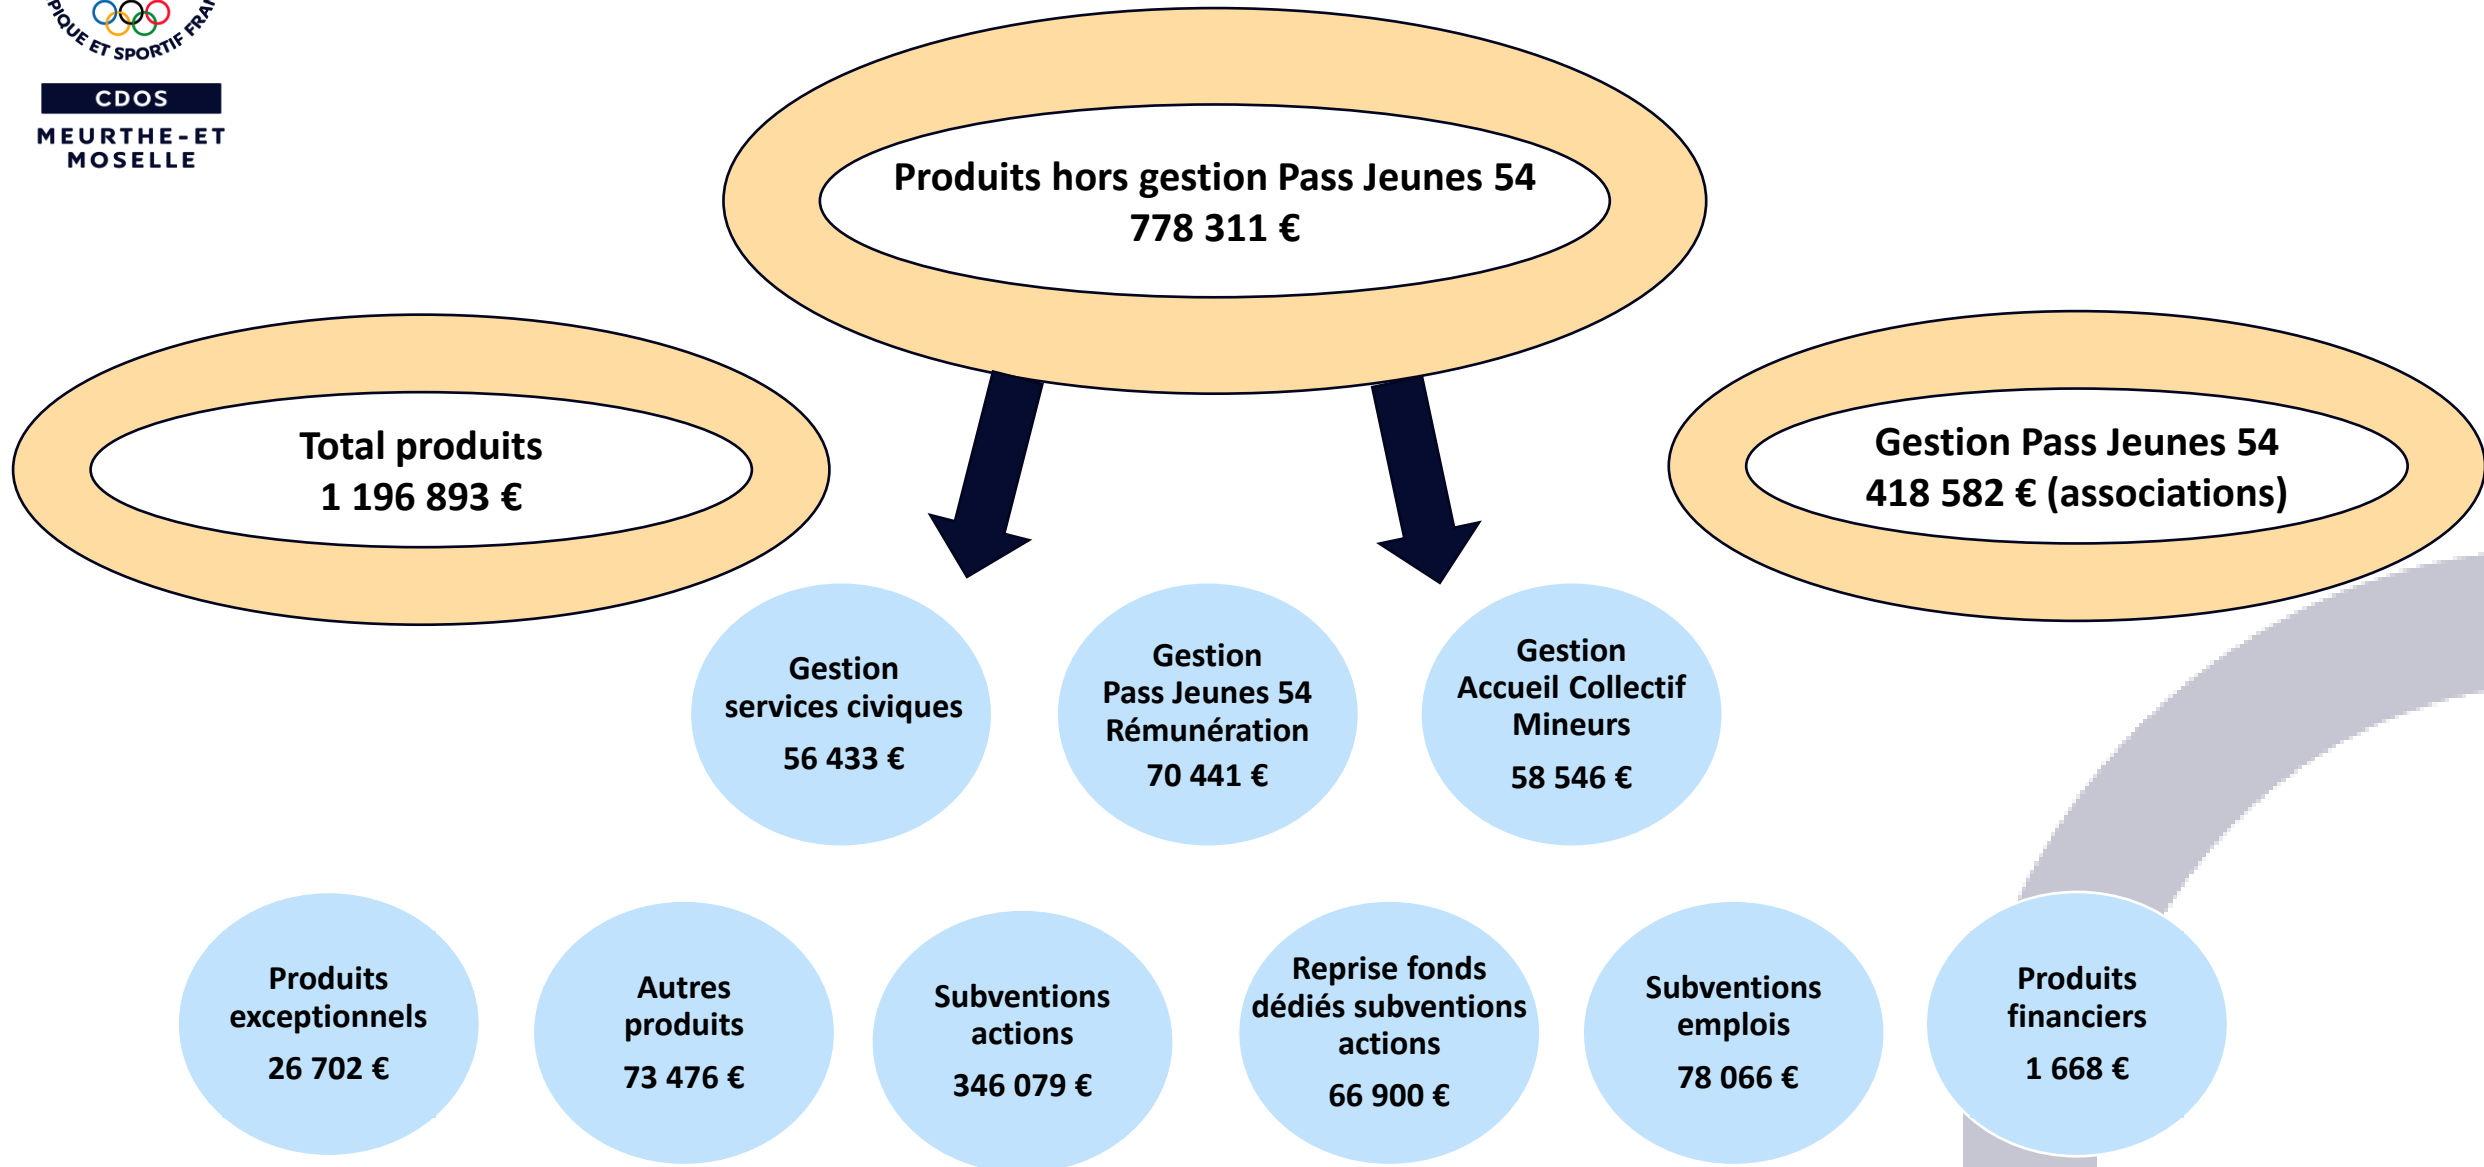 ET SPORTIF
CDOS
MEURTHE-ET
MOSELLE
Produits hors gestion Pass Jeunes 54
778 311 €
Total produits
1 196 893 €
Gestion Pass Jeunes 54
418 582 € (associations)
Gestion
services civiques
56 433 €
Gestion
Pass Jeunes 54
Rémunération
70 441 €
Gestion
Accueil Collectif
Mineurs
58 546 €
Produits
exceptionnels
26 702 €
Autres
produits
73 476 €
Subventions
actions
346 079 €
Reprise fonds
dédiés subventions
actions
66 900 €
Subventions
emplois
78 066 €
Produits
financiers
1 668 €